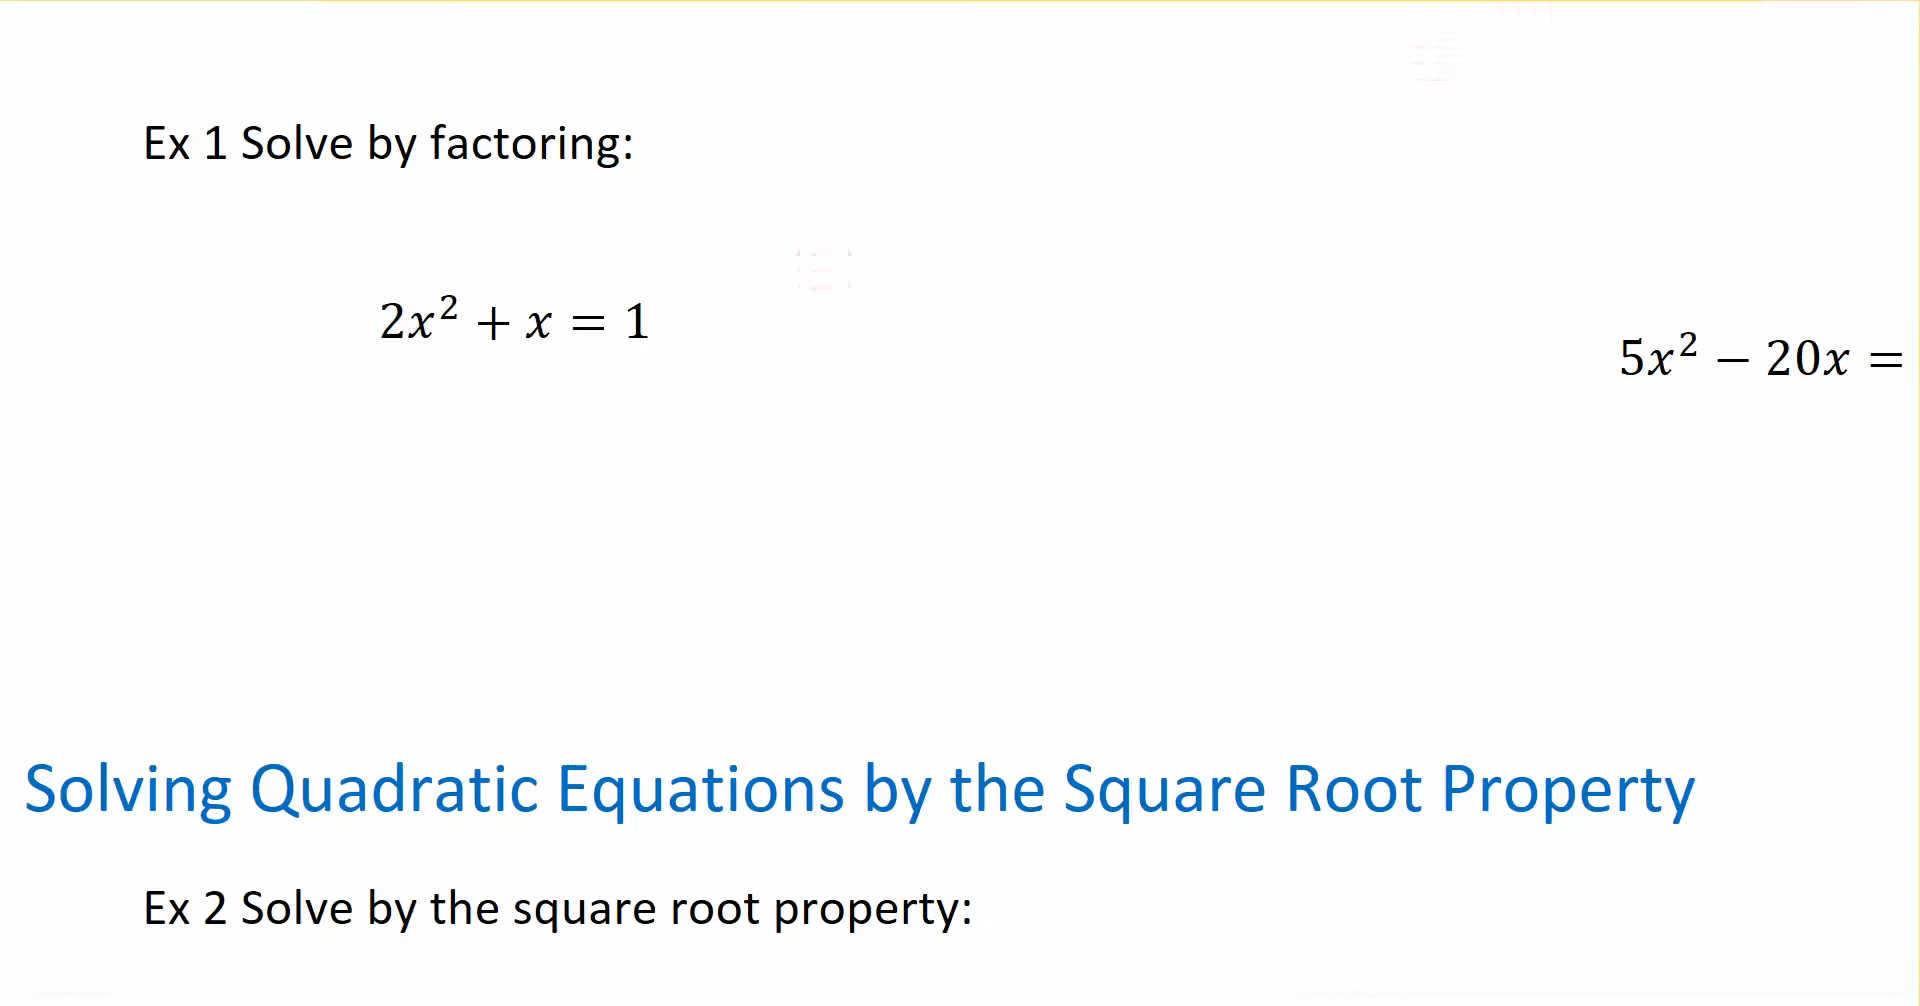 Ex 1 Solve by factoring:
2x² + x = 1
5x² − 20x =
Solving Quadratic Equations by the Square Root Property
Ex 2 Solve by the square root property: